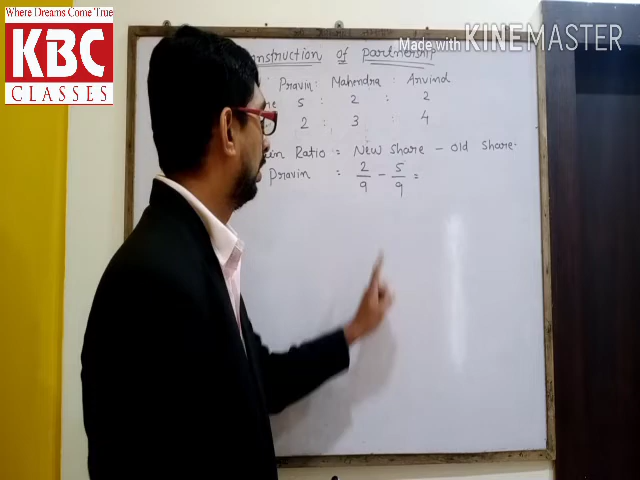 Where Dreams Come True
KBC
CLASSES
Made with KINEMASTER
of partnership
Pravin : Mahendra : Arvind
5 : 2 : 2
2 : 3 : 4
Ratio = New share - old share.
Pravin = 2/9 - 5/9 =